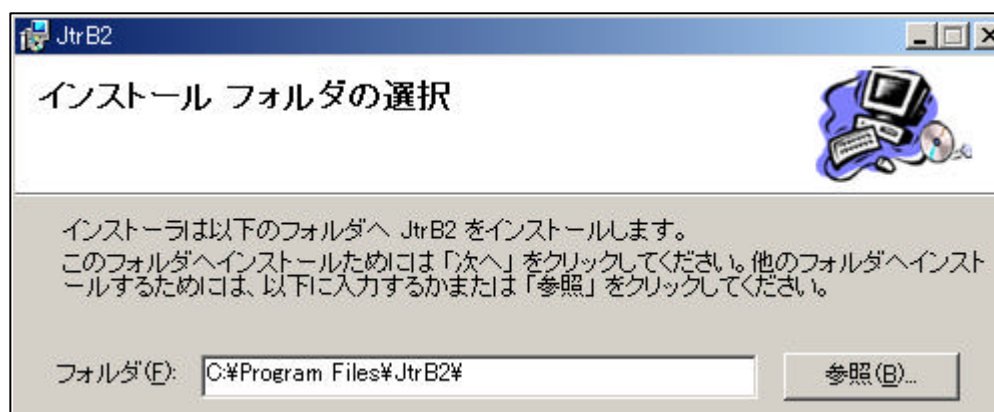 JtrB2
インストール フォルダの選択
インストーラは以下のフォルダへ JtrB2 をインストールします。
このフォルダへインストールためには「次へ」をクリックしてください。他のフォルダへインスト
ールするためには、以下に入力するかまたは「参照」をクリックしてください。
フォルダ(F): C:¥Program Files¥JtrB2¥ 参照(B)...